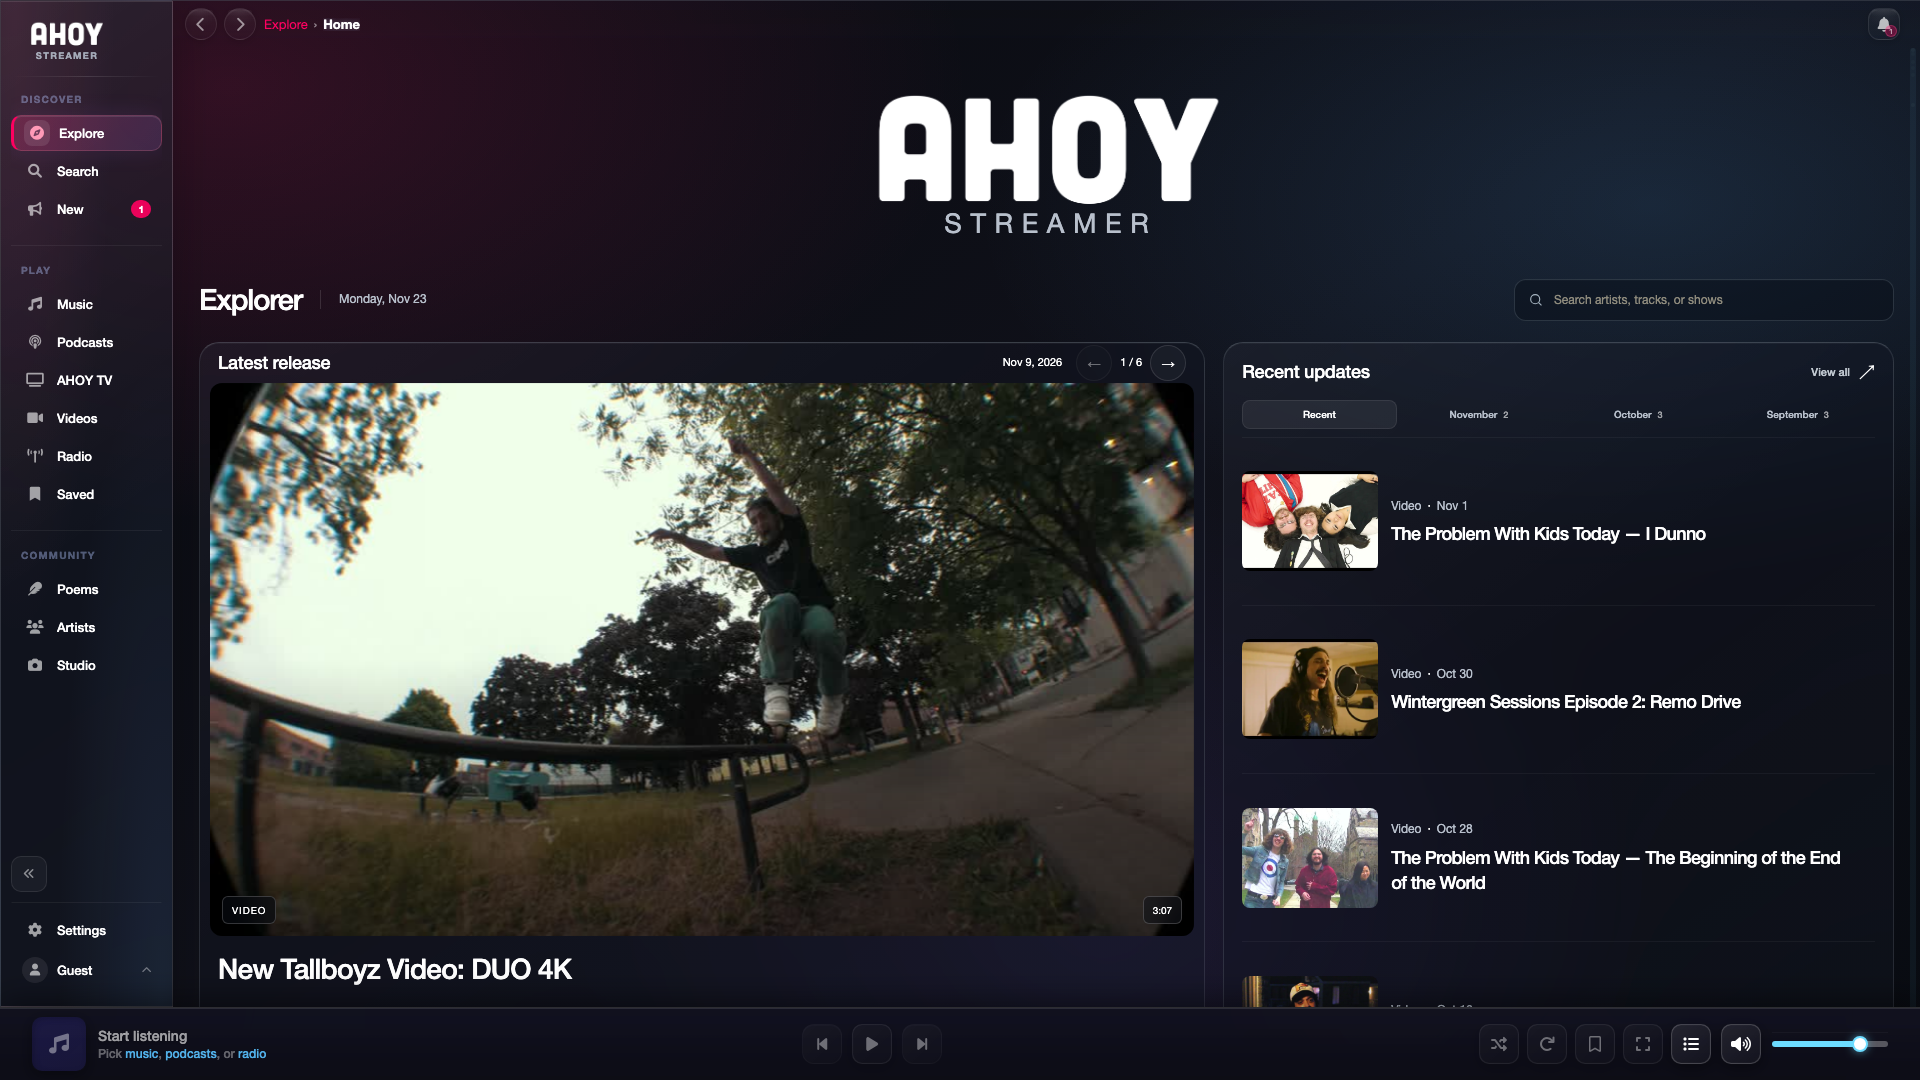 AHOY
STREAMER
DISCOVER
Explore
Search
New 1
PLAY
Music
Podcasts
AHOY TV
Videos
Radio
Saved
COMMUNITY
Poems
Artists
Studio
Settings
Guest
Explore › Home
1
AHOY
STREAMER
Explorer
Monday, Nov 23
Search artists, tracks, or shows
Latest release
Nov 9, 2026
← 1 / 6 →
VIDEO
3:07
New Tallboyz Video: DUO 4K
Recent updates
View all
Recent
November 2
October 3
September 3
Video · Nov 1
The Problem With Kids Today — I Dunno
Video · Oct 30
Wintergreen Sessions Episode 2: Remo Drive
Video · Oct 28
The Problem With Kids Today — The Beginning of the End
of the World
Start listening
Pick music, podcasts, or radio